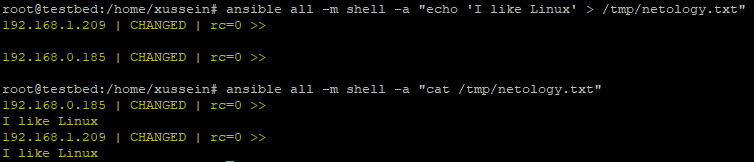 root@testbed:/home/xussein# ansible all -m shell -a "echo 'I like Linux' > /tmp/netology.txt"
192.168.1.209 | CHANGED | rc=0 >>

192.168.0.185 | CHANGED | rc=0 >>

root@testbed:/home/xussein# ansible all -m shell -a "cat /tmp/netology.txt"
192.168.0.185 | CHANGED | rc=0 >>
I like Linux
192.168.1.209 | CHANGED | rc=0 >>
I like Linux